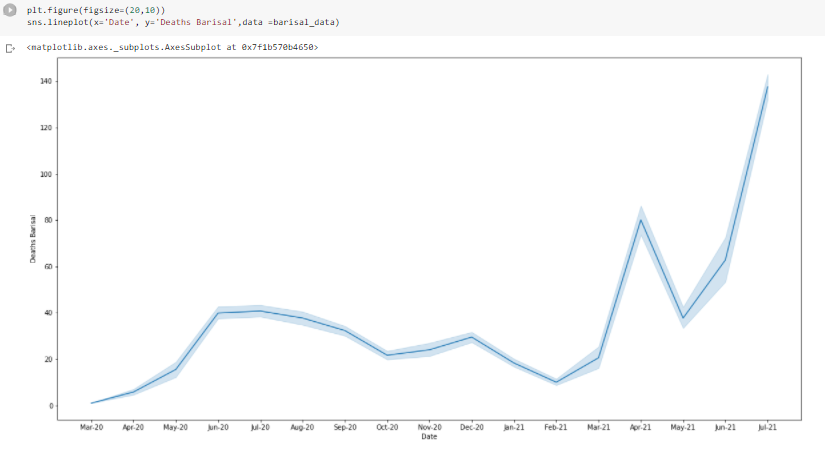 plt.figure(figsize=(20,10))
sns.lineplot(x='Date', y='Deaths Barisal',data =barisal_data)
<matplotlib.axes._subplots.AxesSubplot at 0x7f1b570b4650>
140
120
100
80
60
40
20
0
Deaths Barisal
Mar-20 Apr-20 May-20 Jun-20 Jul-20 Aug-20 Sep-20 Oct-20 Nov-20 Dec-20 Jan-21 Feb-21 Mar-21 Apr-21 May-21 Jun-21 Jul-21
Date